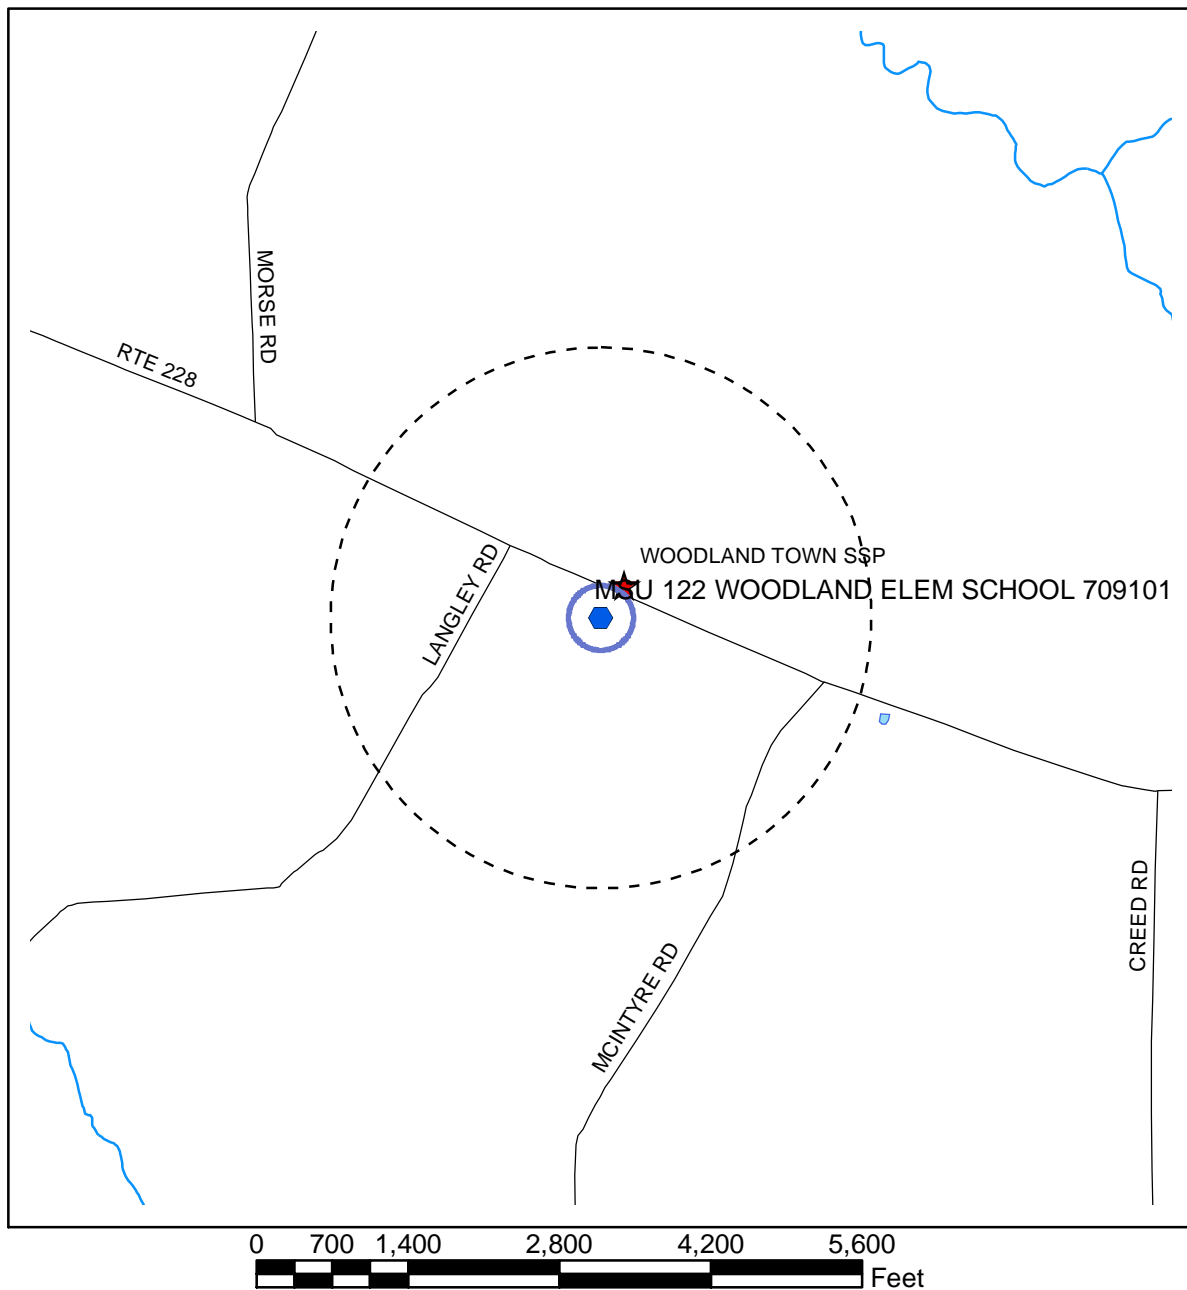 MORSE RD
RTE 228
WOODLAND TOWN SSP
MSU 122 WOODLAND ELEM SCHOOL 709101
LANGLEY RD
CREED RD
MCINTYRE RD
0 700 1,400 2,800 4,200 5,600
Feet